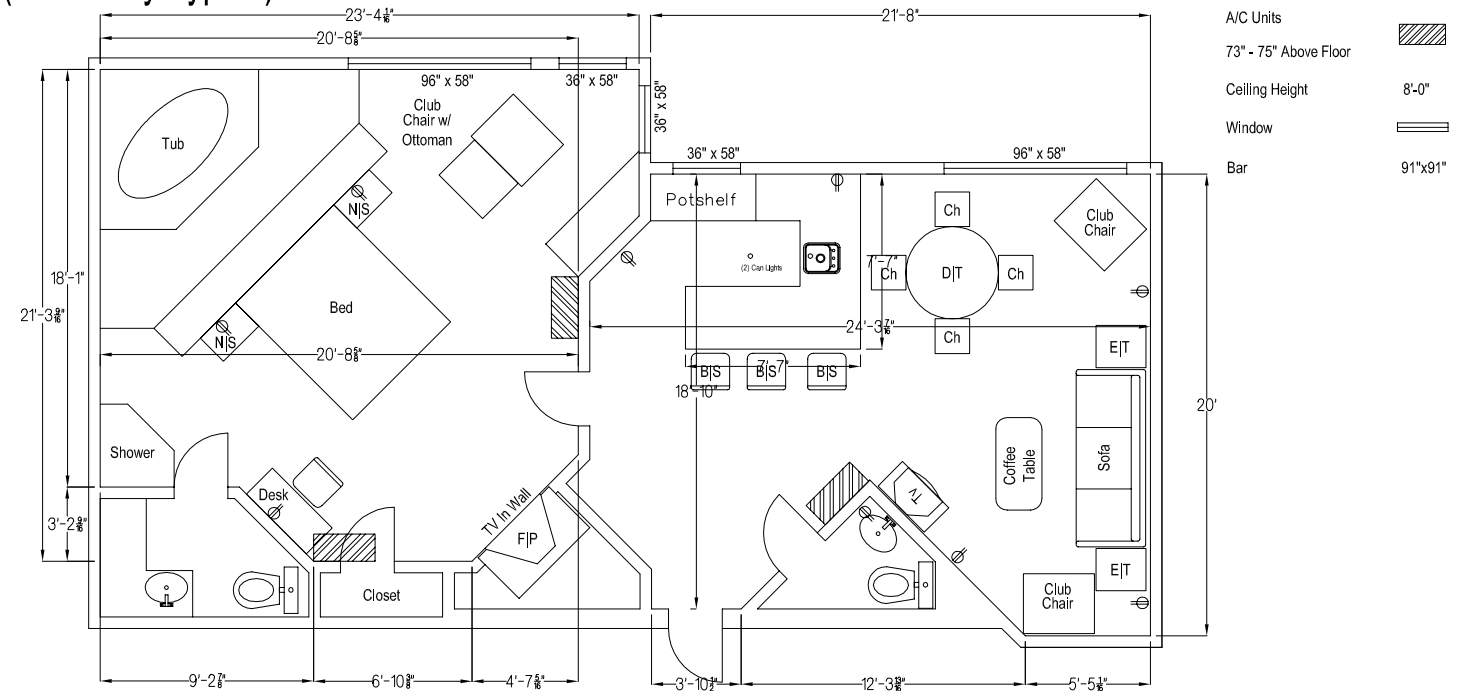 23'-4 1/16"
21'-8"
20'-8 5/8"
A/C Units
73" - 75" Above Floor
Ceiling Height 8'-0"
Window
Bar 91"x91"
96" x 58"
36" x 58"
36" x 58"
36" x 58"
96" x 58"
Club
Chair w/
Ottoman
Tub
N|S
Potshelf
Ch
Club
Chair
(2) Can Lights
7'-7"
Ch
D|T
Ch
18'-1"
21'-3 9/16"
Bed
24'-3 7/16"
N|S
20'-8 5/8"
Ch
E|T
B|S
B|S
B|S
7'-7"
18'-10"
20'
Shower
Coffee
Table
Sofa
Desk
TV In Wall
TV
3'-2 9/16"
F|P
E|T
Closet
Club
Chair
9'-2 7/8"
6'-10 3/8"
4'-7 5/16"
3'-10 1/2"
12'-3 13/16"
5'-5 1/16"